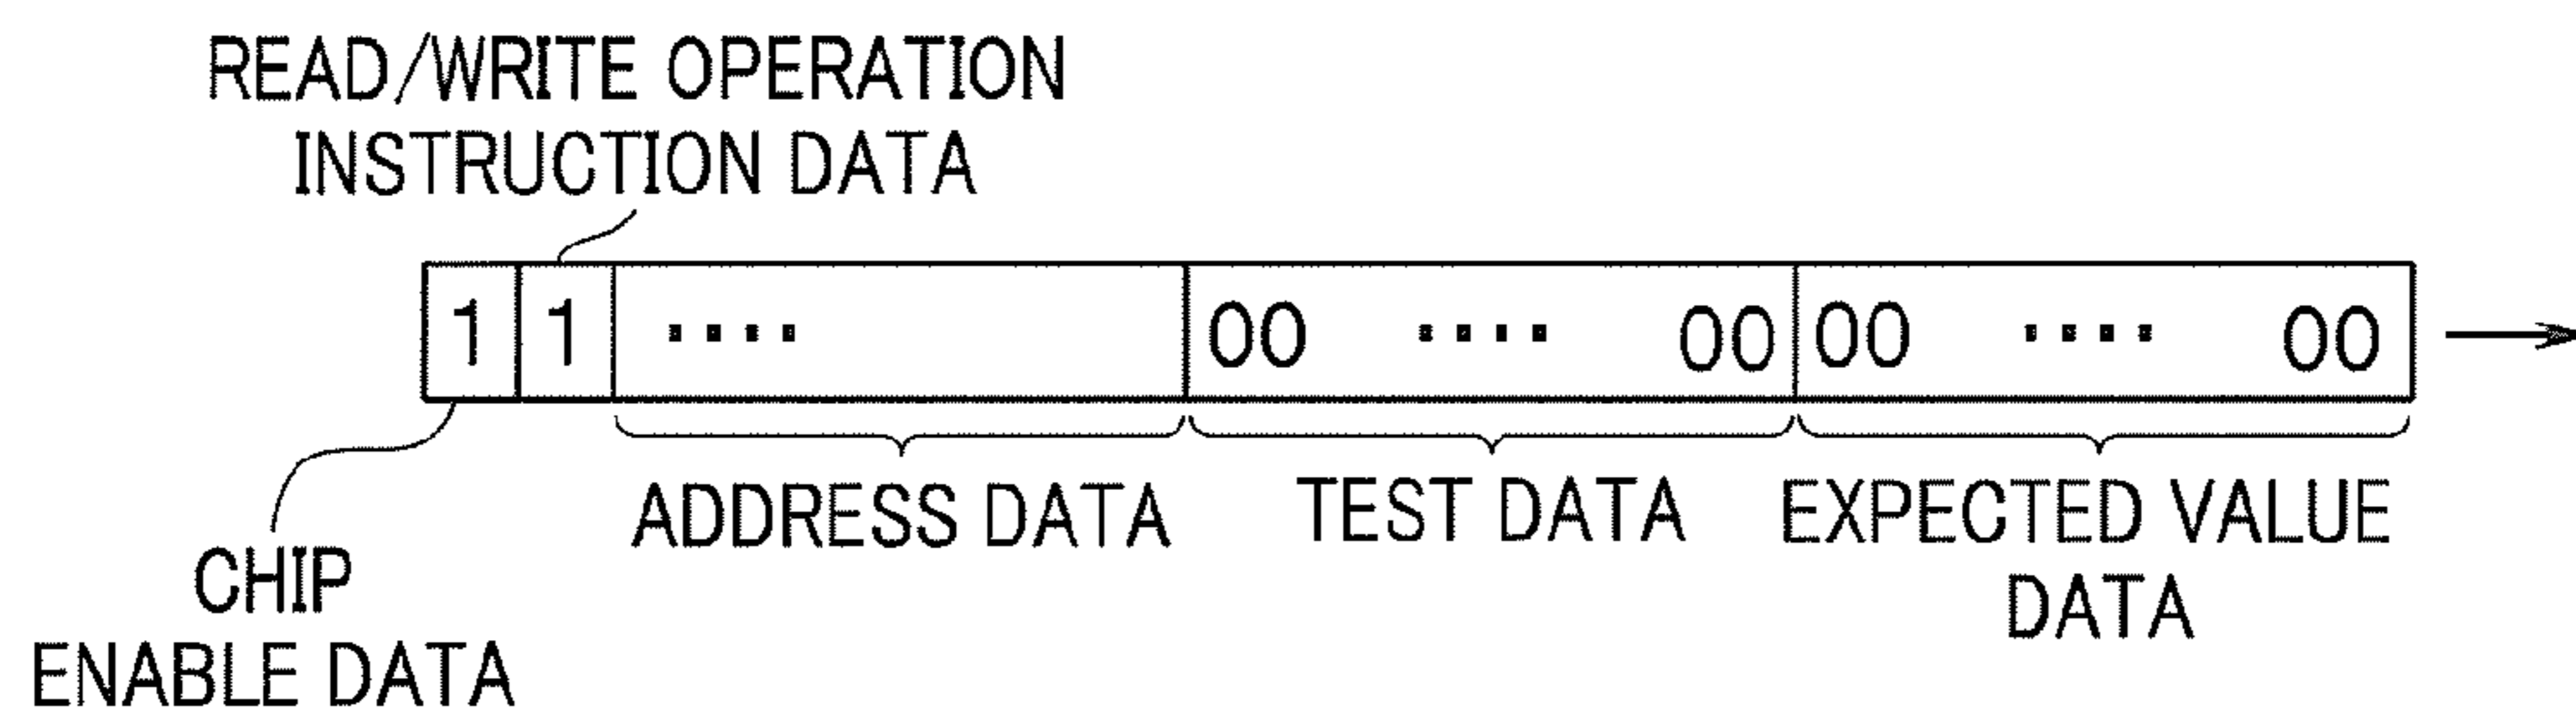 READ/WRITE OPERATION
INSTRUCTION DATA
1 1 ···· 00 ···· 00 00 ···· 00
ADDRESS DATA TEST DATA EXPECTED VALUE
DATA
CHIP
ENABLE DATA